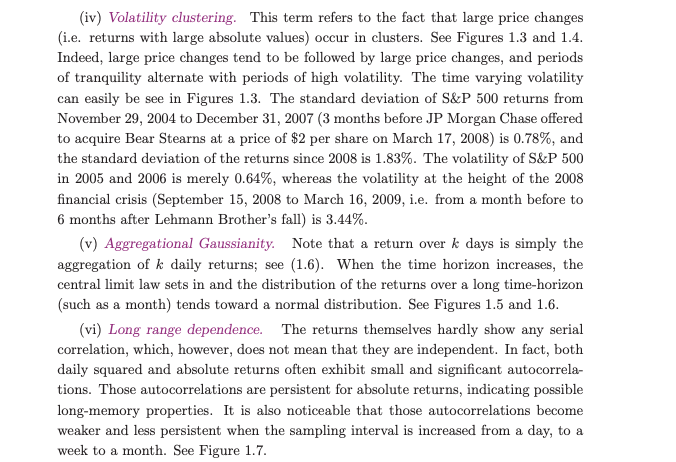 (iv) Volatility clustering. This term refers to the fact that large price changes
(i.e. returns with large absolute values) occur in clusters. See Figures 1.3 and 1.4.
Indeed, large price changes tend to be followed by large price changes, and periods
of tranquility alternate with periods of high volatility. The time varying volatility
can easily be see in Figures 1.3. The standard deviation of S&P 500 returns from
November 29, 2004 to December 31, 2007 (3 months before JP Morgan Chase offered
to acquire Bear Stearns at a price of $2 per share on March 17, 2008) is 0.78%, and
the standard deviation of the returns since 2008 is 1.83%. The volatility of S&P 500
in 2005 and 2006 is merely 0.64%, whereas the volatility at the height of the 2008
financial crisis (September 15, 2008 to March 16, 2009, i.e. from a month before to
6 months after Lehmann Brother's fall) is 3.44%.
(v) Aggregational Gaussianity. Note that a return over k days is simply the
aggregation of k daily returns; see (1.6). When the time horizon increases, the
central limit law sets in and the distribution of the returns over a long time-horizon
(such as a month) tends toward a normal distribution. See Figures 1.5 and 1.6.
(vi) Long range dependence. The returns themselves hardly show any serial
correlation, which, however, does not mean that they are independent. In fact, both
daily squared and absolute returns often exhibit small and significant autocorrela-
tions. Those autocorrelations are persistent for absolute returns, indicating possible
long-memory properties. It is also noticeable that those autocorrelations become
weaker and less persistent when the sampling interval is increased from a day, to a
week to a month. See Figure 1.7.